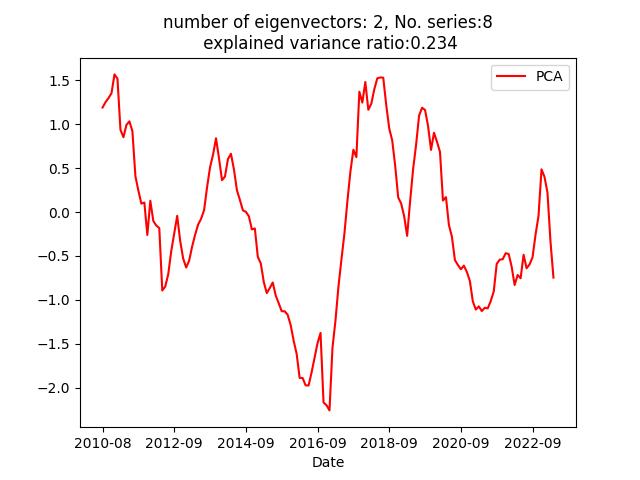 number of eigenvectors: 2, No. series:8
explained variance ratio:0.234
PCA
1.5
1.0
0.5
0.0
−0.5
−1.0
−1.5
−2.0
2010-08 2012-09 2014-09 2016-09 2018-09 2020-09 2022-09
Date